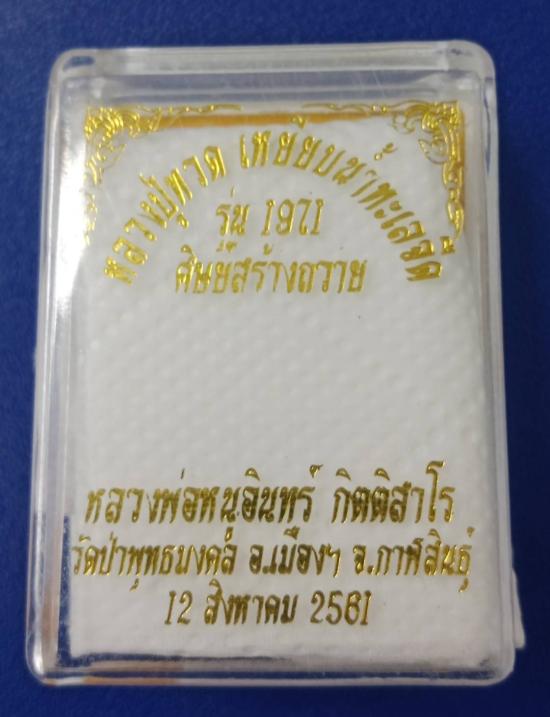 หลวงปู่ทวด เหยียบน้ำทะเลจืด
รุ่น 1971
ศิษย์สร้างถวาย
หลวงพ่อหนูอินทร์ กิตติสาโร
วัดป่าพุทธมงคล อ.เมืองฯ จ.กาฬสินธุ์
12 สิงหาคม 2561